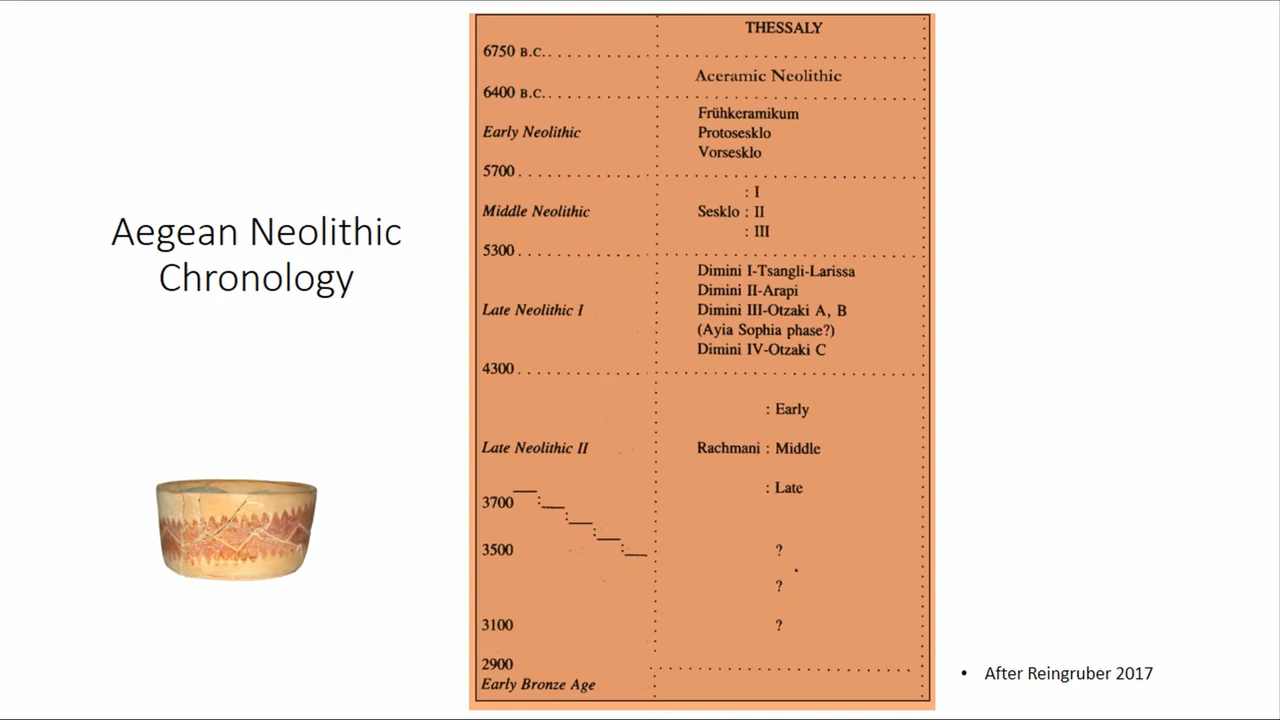 Aegean Neolithic
Chronology
THESSALY
6750 B.C.
Aceramic Neolithic
6400 B.C.
Frühkeramikum
Early Neolithic Protosesklo
Vorsesklo
5700
: I
Middle Neolithic Sesklo : II
: III
5300
Dimini I-Tsangli-Larissa
Dimini II-Arapi
Late Neolithic I Dimini III-Otzaki A, B
(Ayia Sophia phase?)
Dimini IV-Otzaki C
4300
: Early
Late Neolithic II Rachmani : Middle
: Late
3700
3500 ?
?
3100 ?
2900
Early Bronze Age
• After Reingruber 2017